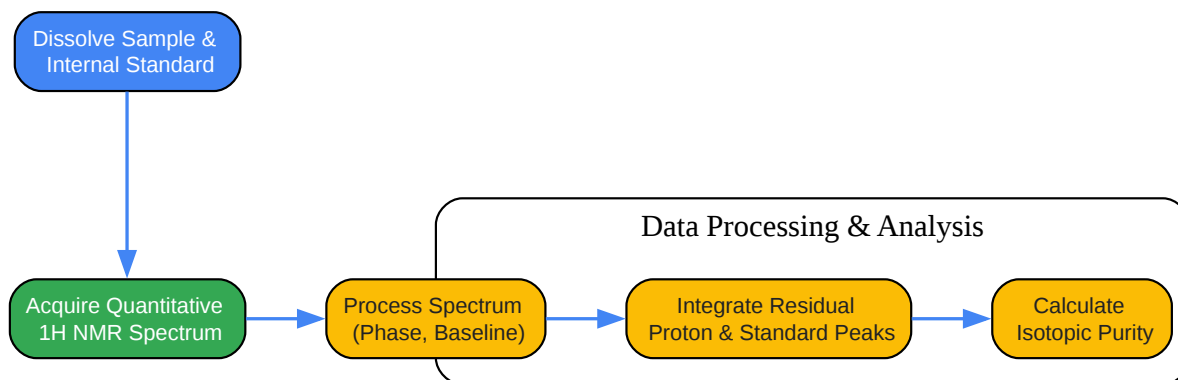 Dissolve Sample &
Internal Standard
Data Processing & Analysis
Acquire Quantitative
1H NMR Spectrum
Process Spectrum
(Phase, Baseline)
Integrate Residual
Proton & Standard Peaks
Calculate
Isotopic Purity